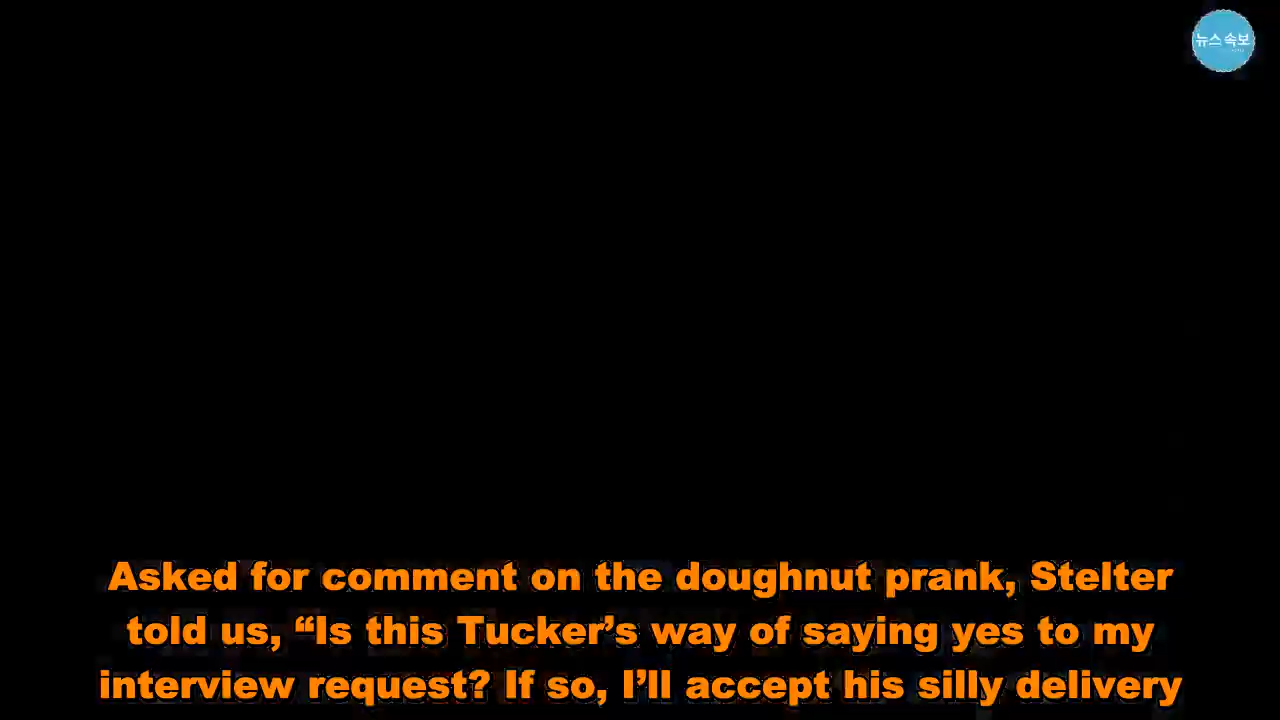 뉴스 속보
Asked for comment on the doughnut prank, Stelter
told us, “Is this Tucker’s way of saying yes to my
interview request? If so, I’ll accept his silly delivery